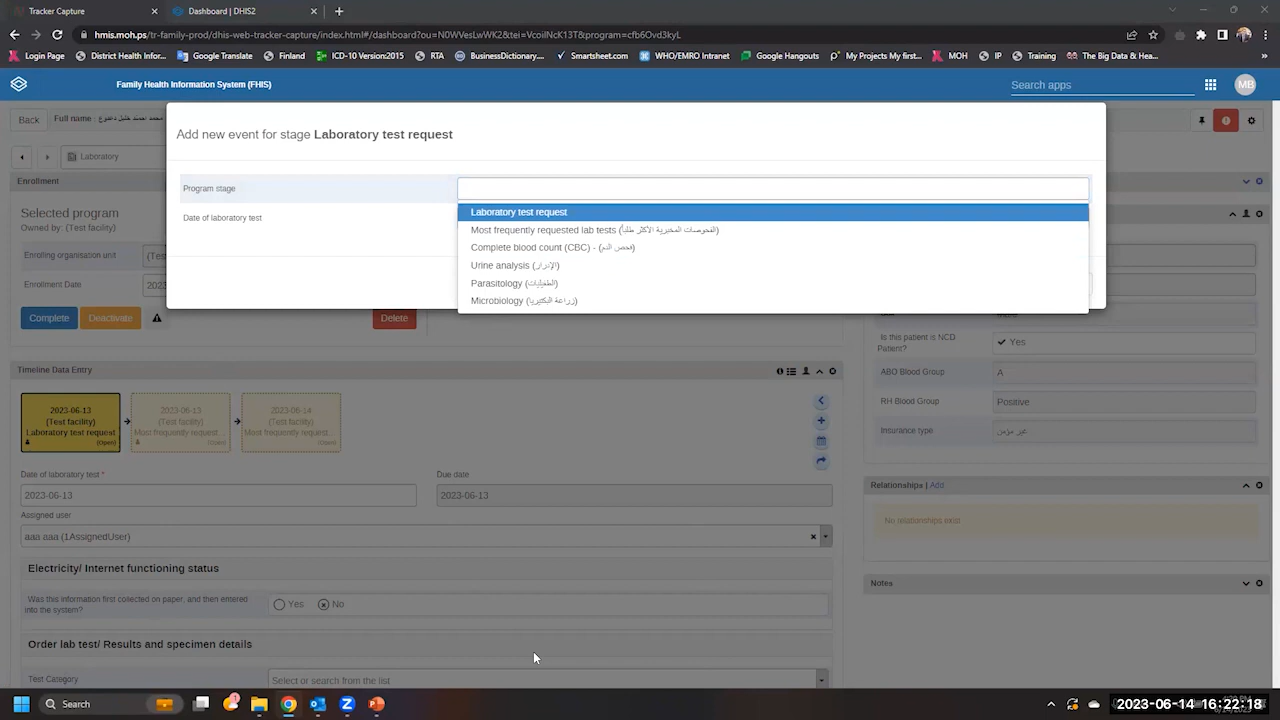 Tracker Capture
Dashboard | DHIS2
hmis.moh.ps/tr-family-prod/dhis-web-tracker-capture/index.html#/dashboard?ou=N0WVesLwWK2&tei=VcoilNcK13T&program=cfb6Ovd3kyL
Login Page
District Health Infor...
Google translate
Finland
ICD-10 Version:2015
RTA
BusinessDictionary....
Smartsheet.com
WHO/EMRO Intranet
Google Hangouts
My Projects My first...
MOH
IP
Training
The Big Data & Hea...
Family Health Information System (FHIS)
Search apps
MB
Back
Full name :
Add new event for stage Laboratory test request
Program stage
Laboratory test request
Most frequently requested lab tests (الفحوصات المخبرية الأكثر طلباً)
Complete blood count (CBC) - (فحص الدم)
Urine analysis (الإدرار)
Parasitology (الطفيليات)
Microbiology (زراعة البكتيريا)
Date of laboratory test
Laboratory
Enrollment
Selected program
Owned by: (Test
Enrolling organisation unit
(Tes
Enrollment Date
2023
Complete
Deactivate
Delete
Is this patient is NCD
Patient?
Yes
ABO Blood Group
A
RH Blood Group
Positive
Insurance type
غير مؤمن
Relationships | Add
No relationships exist
Notes
Timeline Data Entry
2023-06-13
(Test facility)
Laboratory test request
(Open)
2023-06-13
(Test facility)
Most frequently request...
(Open)
2023-06-14
(Test facility)
Most frequently request...
(Open)
Date of laboratory test *
2023-06-13
Due date
2023-06-13
Assigned user
aaa aaa (1AssignedUser)
Electricity/ Internet functioning status
Was this information first collected on paper, and then entered
into the system?
Yes
No
Order lab test/ Results and specimen details
Test Category
Select or search from the list
Search
2023-06-14 16:22:18